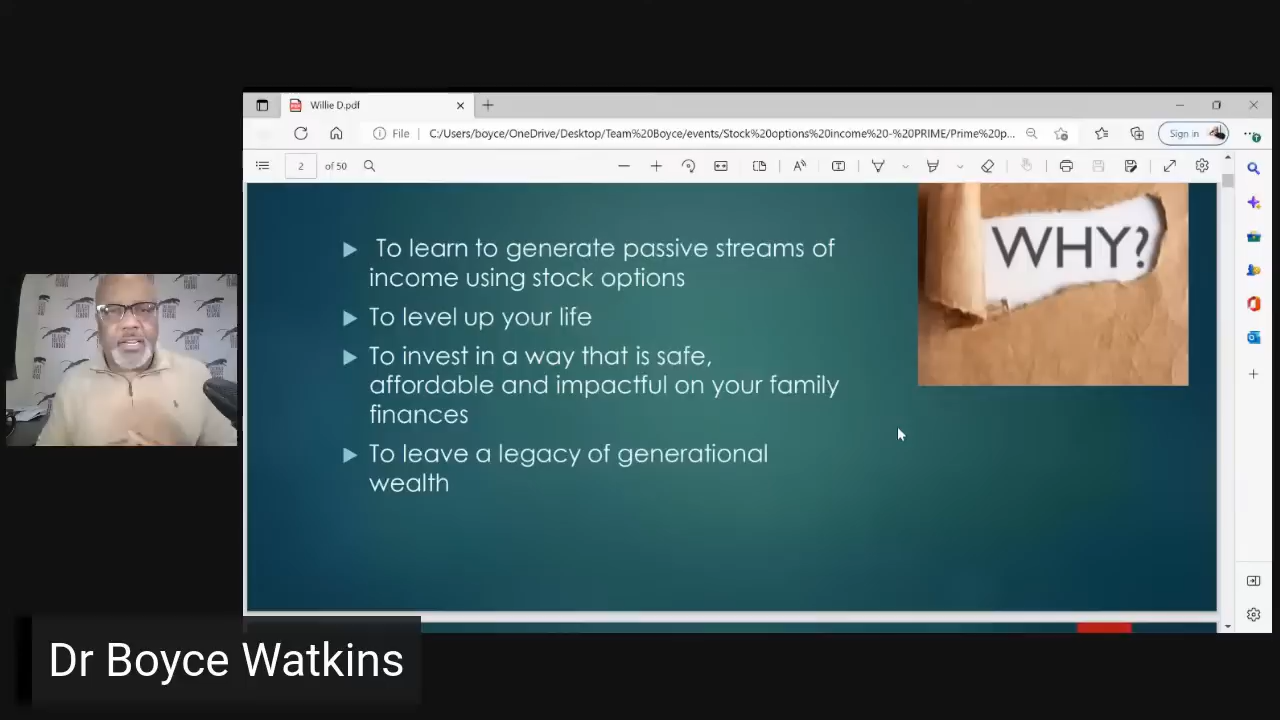 Willie D.pdf
File
C:/Users/boyce/OneDrive/Desktop/Team%20Boyce/events/Stock%20options%20income%20-%20PRIME/Prime%20p...
Sign in
2
of 50
WHY?
To learn to generate passive streams of
income using stock options
To level up your life
To invest in a way that is safe,
affordable and impactful on your family
finances
To leave a legacy of generational
wealth
Dr Boyce Watkins